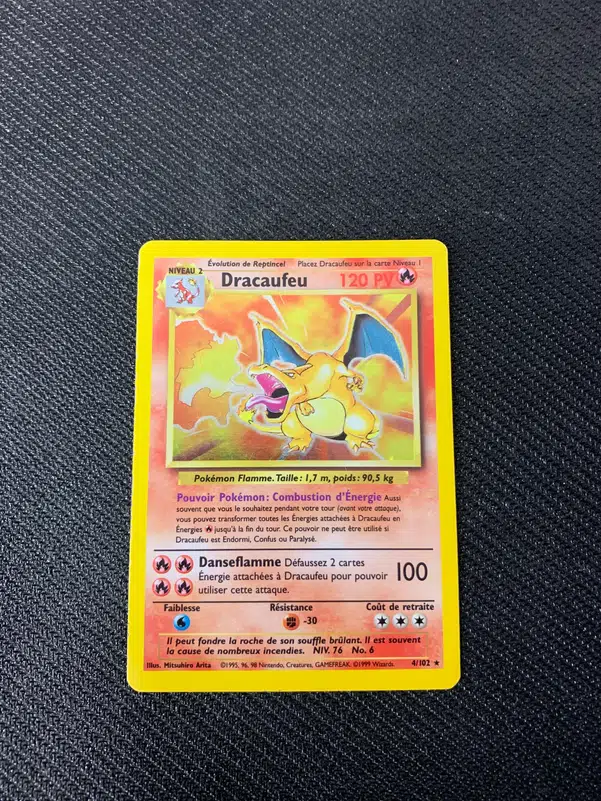 Évolution de Reptincel Placez Dracaufeu sur la carte Niveau 1
NIVEAU 2
Dracaufeu 120 PV
Pokémon Flamme. Taille: 1,7 m, poids: 90,5 kg
Pouvoir Pokémon: Combustion d'Énergie Aussi
souvent que vous le souhaitez pendant votre tour (avant votre attaque),
vous pouvez transformer toutes les Énergies attachées à Dracaufeu en
Énergies jusqu'à la fin du tour. Ce pouvoir ne peut être utilisé si
Dracaufeu est Endormi, Confus ou Paralysé.
Danseflamme Défaussez 2 cartes
Énergie attachées à Dracaufeu pour pouvoir 100
utiliser cette attaque.
Faiblesse Résistance Coût de retraite
-30
Il peut fondre la roche de son souffle brûlant. Il est souvent
la cause de nombreux incendies. NIV. 76 No. 6
Illus. Mitsuhiro Arita ©1995, 96, 98 Nintendo, Creatures, GAMEFREAK. ©1999 Wizards. 4/102 ★